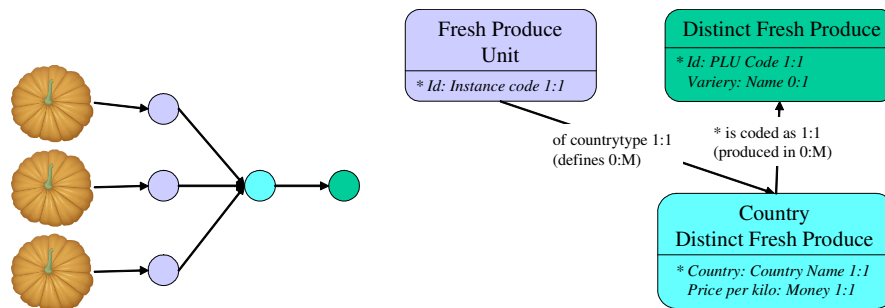 Fresh Produce
Unit
* Id: Instance code 1:1
Distinct Fresh Produce
* Id: PLU Code 1:1
Variery: Name 0:1
of countrytype 1:1
(defines 0:M)
* is coded as 1:1
(produced in 0:M)
Country
Distinct Fresh Produce
* Country: Country Name 1:1
Price per kilo: Money 1:1